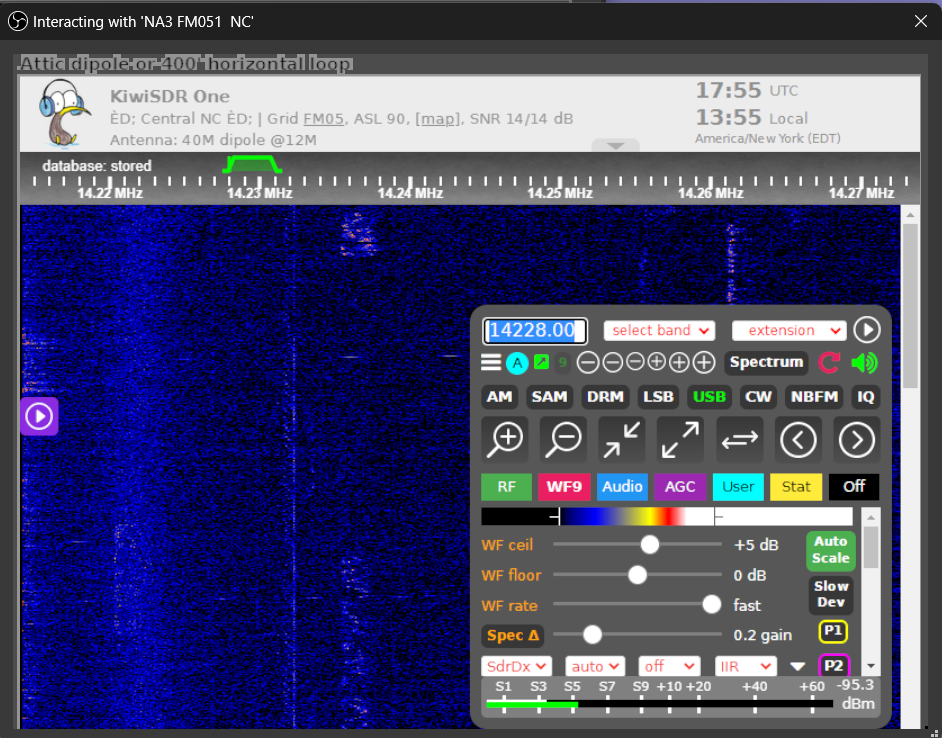 Interacting with 'NA3 FM051  NC'
Attic dipole or 400' horizontal loop
KiwiSDR One
ÈD; Central NC ÈD; | Grid FM05, ASL 90, [map], SNR 14/14 dB
Antenna: 40M dipole @12M
17:55 UTC
13:55 Local
America/New York (EDT)
database: stored
14.22 MHz 14.23 MHz 14.24 MHz 14.25 MHz 14.26 MHz 14.27 MHz
14228.00 select band extension
A 9 Spectrum
AM SAM DRM LSB USB CW NBFM IQ
RF WF9 Audio AGC User Stat Off
WF ceil +5 dB Auto Scale
WF floor 0 dB
WF rate fast Slow Dev
Spec Δ 0.2 gain P1
SdrDx auto off IIR P2
S1 S3 S5 S7 S9 +10 +20 +40 +60 -95.3
dBm